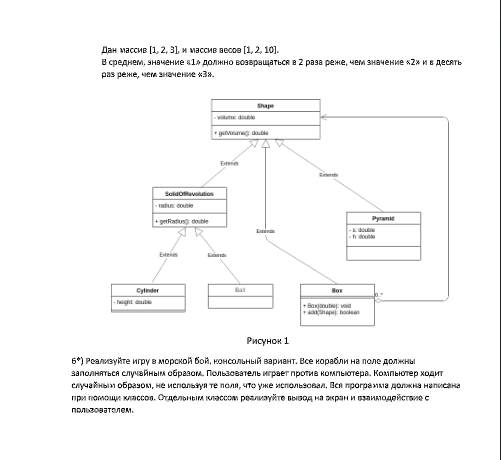 Дан массив [1, 2, 3], и массив весов [1, 2, 10].
В среднем, значение «1» должно возвращаться в 2 раза реже, чем значение «2» и в десять
раз реже, чем значение «3».
Shape
- volume: double
+ getVolume(): double
Extends
Extends
SolidOfRevolution
- radius: double
+ getRadius(): double
Pyramid
- s: double
- h: double
Extends
Extends
Extends
Cylinder
- height: double
Ball
Box
+ Box(double): void
+ add(Shape): boolean
0..*
Рисунок 1
6*) Реализуйте игру в морской бой, консольный вариант. Все корабли на поле должны
заполняться случайным образом. Пользователь играет против компьютера. Компьютер ходит
случайным образом, не используя те поля, что уже использовал. Вся программа должна написана
при помощи классов. Отдельным классом реализуйте вывод на экран и взаимодействие с
пользователем.